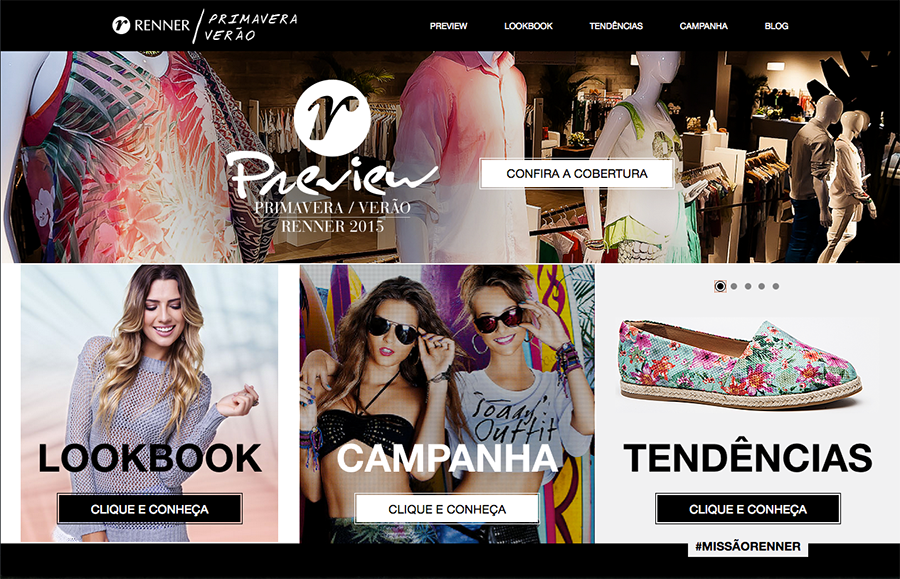 r RENNER / PRIMAVERA
VERÃO
PREVIEW
LOOKBOOK
TENDÊNCIAS
CAMPANHA
BLOG
r
Preview
PRIMAVERA / VERÃO
RENNER 2015
CONFIRA A COBERTURA
Today's
Outfit
LOOKBOOK
CAMPANHA
TENDÊNCIAS
CLIQUE E CONHEÇA
CLIQUE E CONHEÇA
CLIQUE E CONHEÇA
#MISSÃORENNER